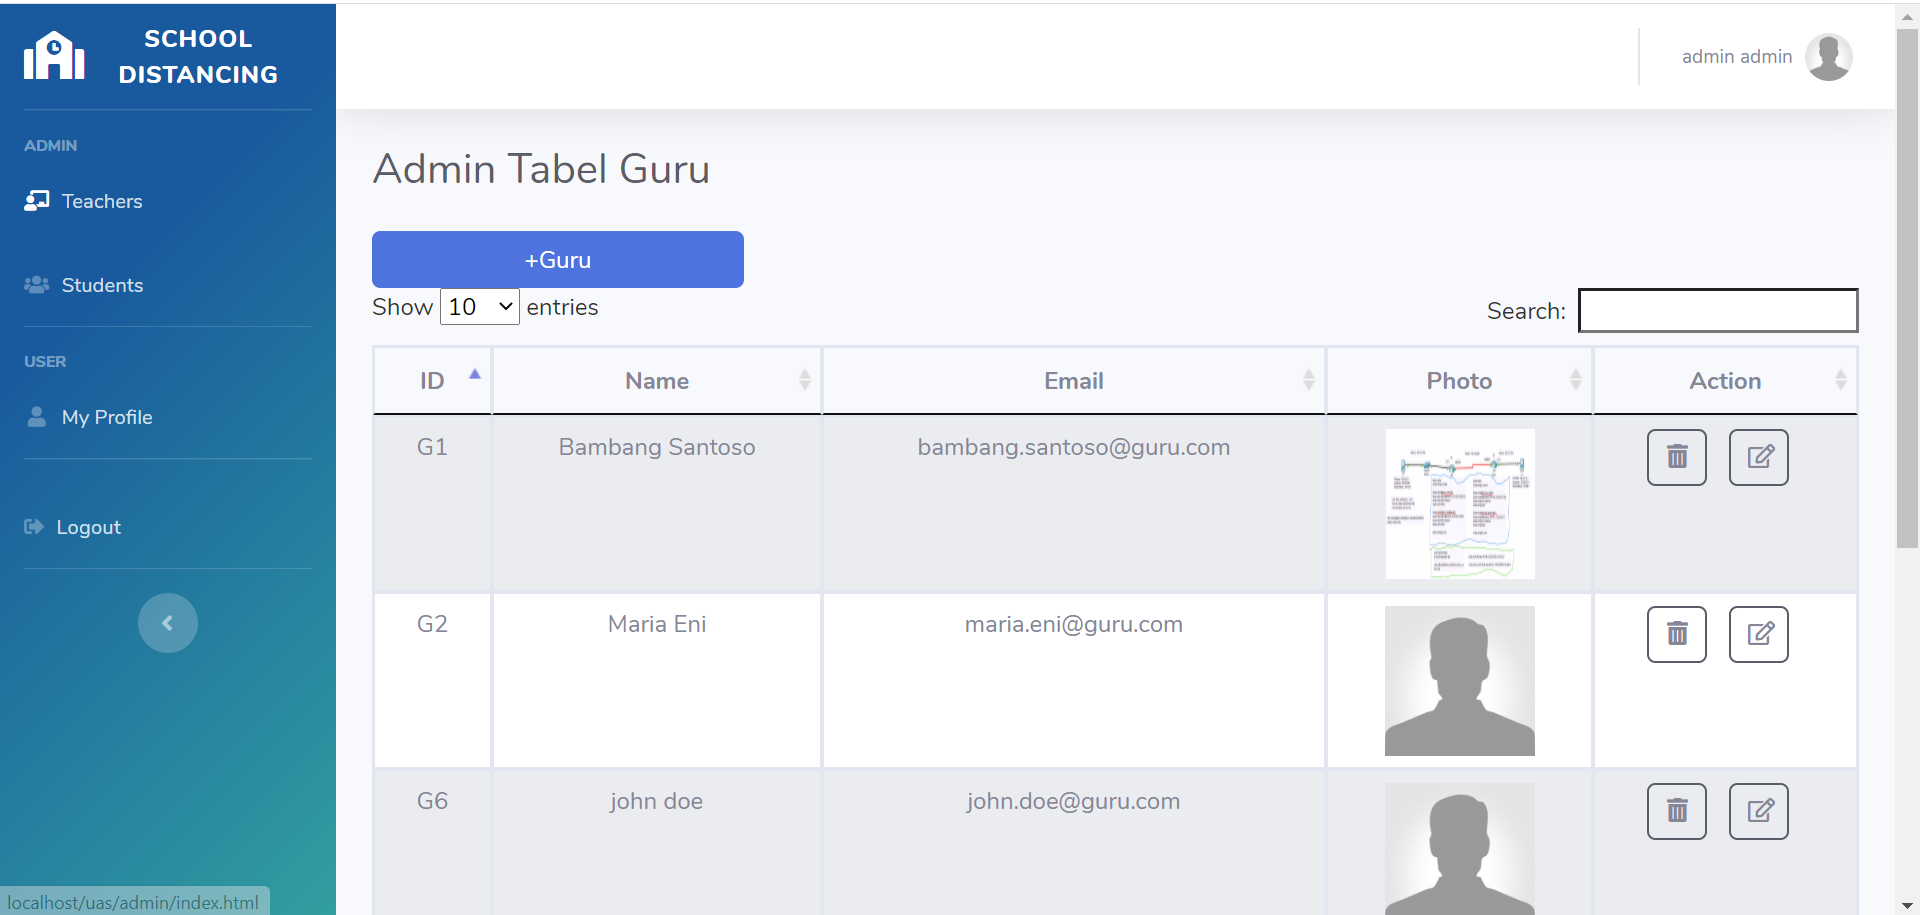 SCHOOL
DISTANCING
admin admin
ADMIN
Teachers
Students
USER
My Profile
Logout
Admin Tabel Guru
+Guru
Show 10 entries
Search:
ID Name Email Photo Action
G1 Bambang Santoso bambang.santoso@guru.com
G2 Maria Eni maria.eni@guru.com
G6 john doe john.doe@guru.com
localhost/uas/admin/index.html